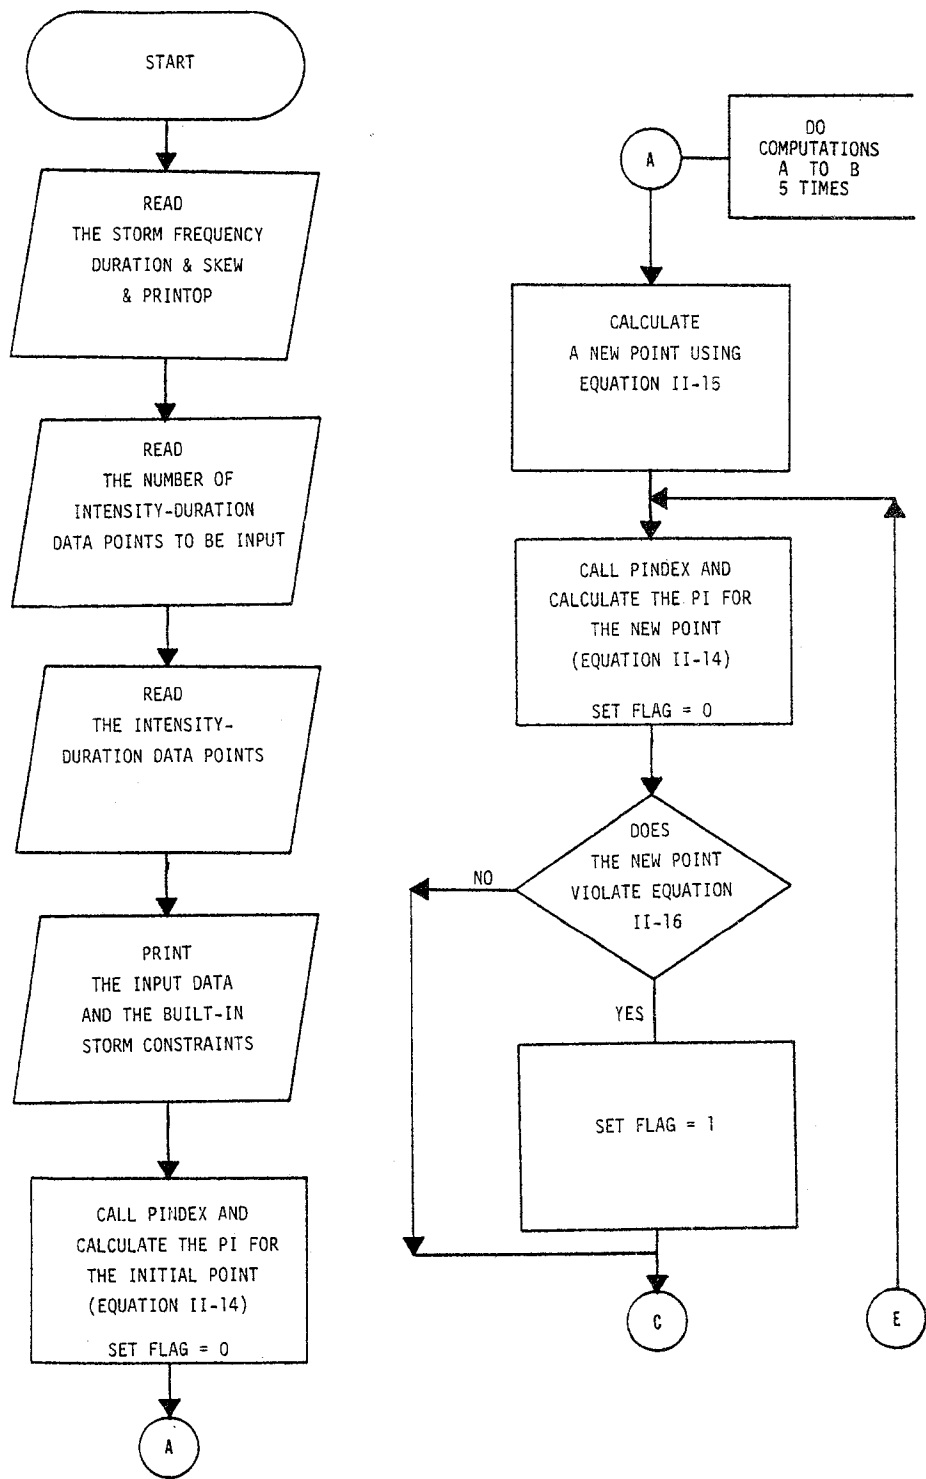 START
READ
THE STORM FREQUENCY
DURATION & SKEW
& PRINTOP
READ
THE NUMBER OF
INTENSITY-DURATION
DATA POINTS TO BE INPUT
READ
THE INTENSITY-
DURATION DATA POINTS
PRINT
THE INPUT DATA
AND THE BUILT-IN
STORM CONSTRAINTS
CALL PINDEX AND
CALCULATE THE PI FOR
THE INITIAL POINT
(EQUATION II-14)
SET FLAG = 0
A
A
DO
COMPUTATIONS
A TO B
5 TIMES
CALCULATE
A NEW POINT USING
EQUATION II-15
CALL PINDEX AND
CALCULATE THE PI FOR
THE NEW POINT
(EQUATION II-14)
SET FLAG = 0
DOES
THE NEW POINT
VIOLATE EQUATION
II-16
NO
YES
SET FLAG = 1
C
E